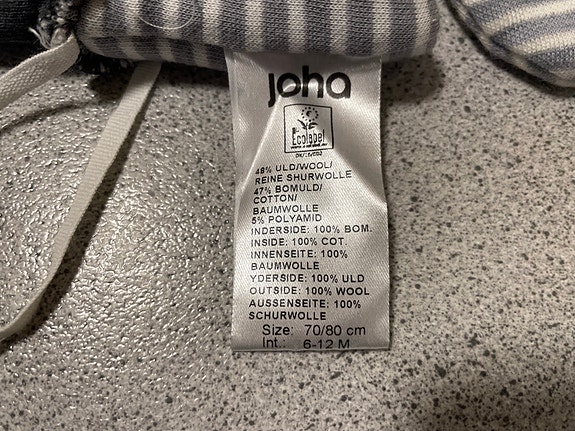 joha
Ecolabel
48% ULD/WOOL/
REINE SHURWOLLE
47% BOMULD/
COTTON/
BAUMWOLLE
5% POLYAMID
INDERSIDE: 100% BOM.
INSIDE: 100% COT.
INNENSEITE: 100%
BAUMWOLLE
YDERSIDE: 100% ULD
OUTSIDE: 100% WOOL
AUSSENSEITE: 100%
SCHURWOLLE
Size: 70/80 cm
Int.: 6-12 M